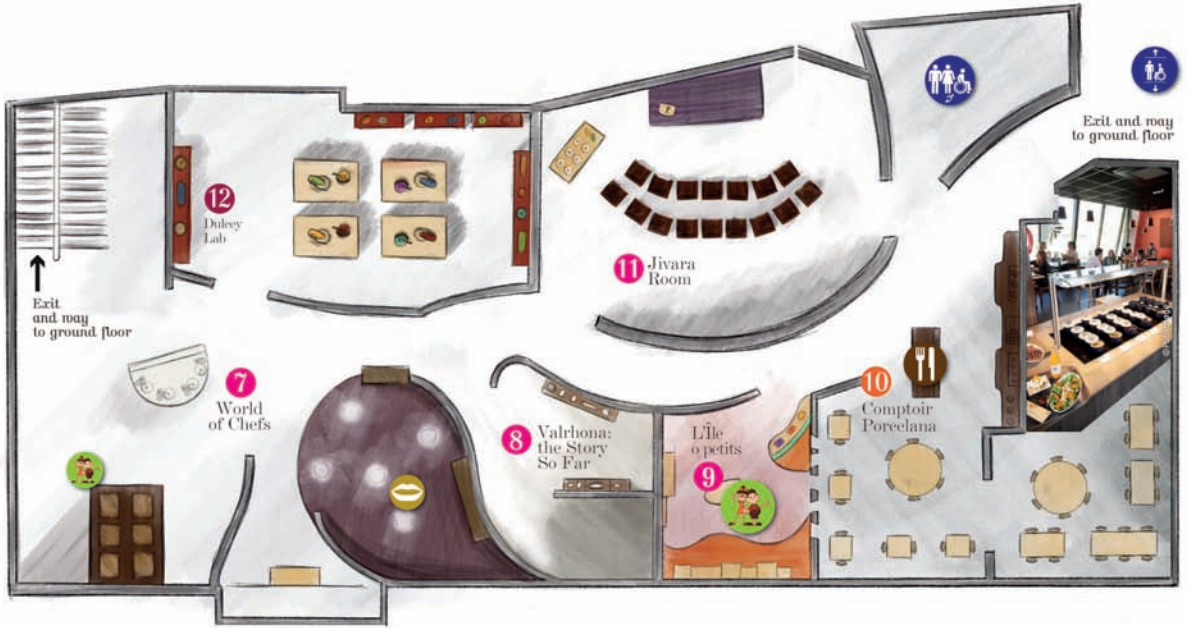 Exit and way
to ground floor
12
Dulcey
Lab
11 Jivara
Room
Exit
and way
to ground floor
7
World
of Chefs
8 Valrhona:
the Story
So Far
L'Île
o petits
9
10
Comptoir
Porcelana